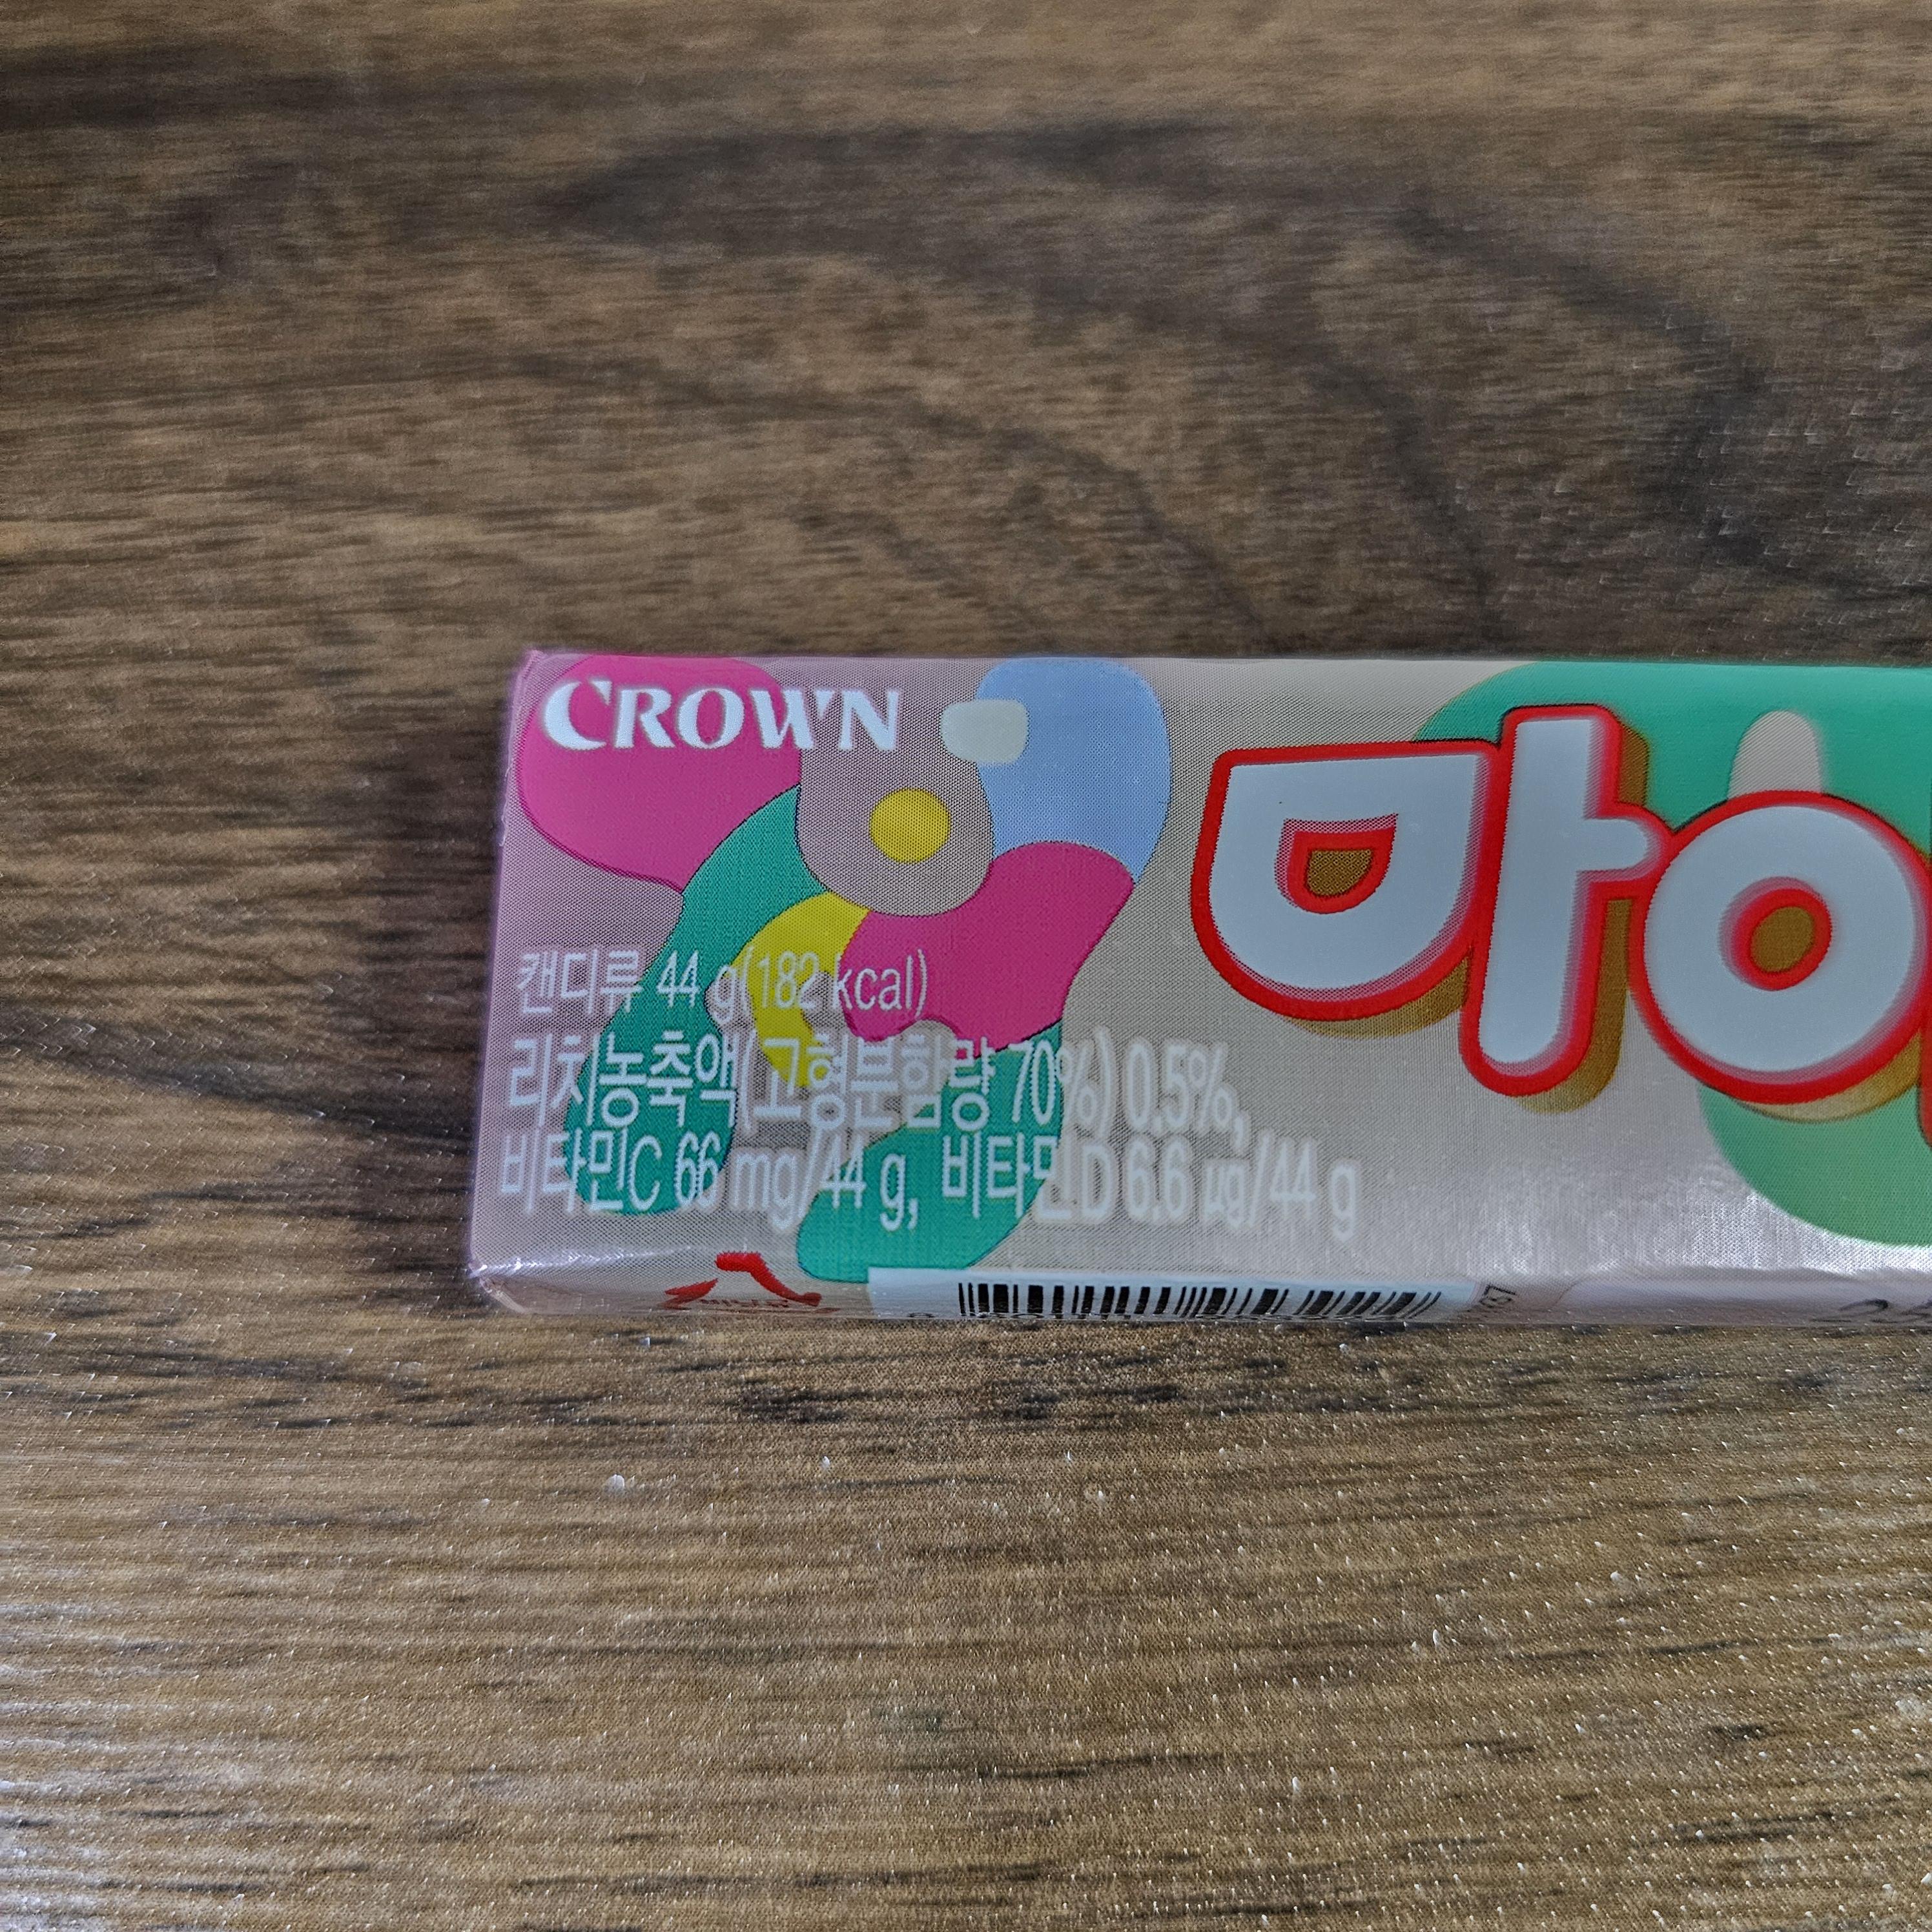 CROWN
마이
캔디류 44 g(182 kcal)
리치농축액(고형분함량 70%) 0.5%,
비타민C 66 mg/44 g, 비타민D 6.6 µg/44 g